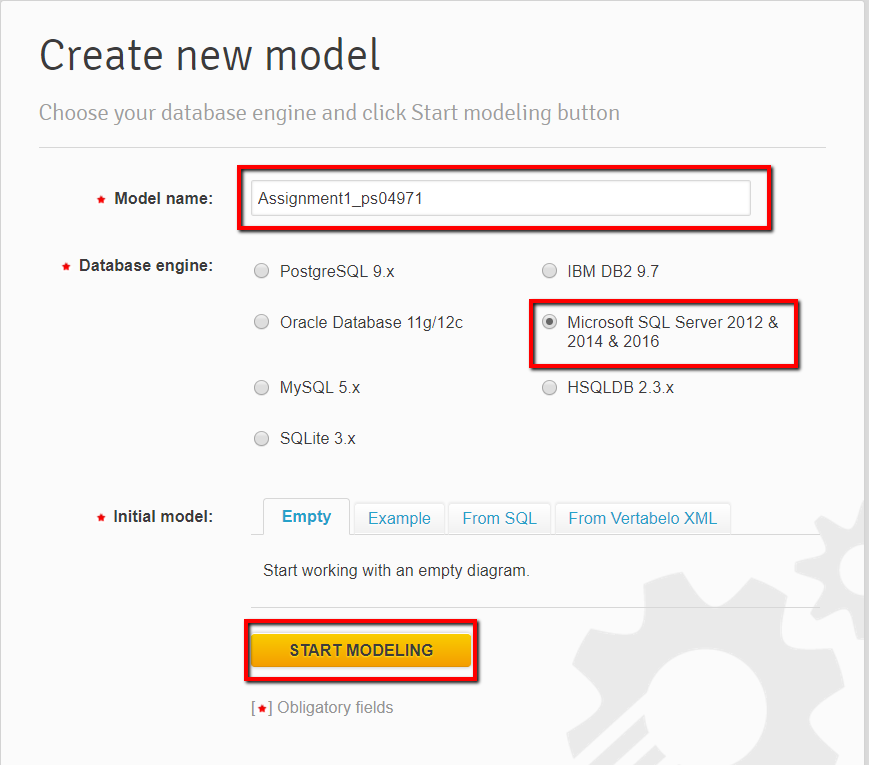 Create new model
Choose your database engine and click Start modeling button
★ Model name:
Assignment1_ps04971
★ Database engine:
PostgreSQL 9.x
IBM DB2 9.7
Oracle Database 11g/12c
Microsoft SQL Server 2012 &
2014 & 2016
MySQL 5.x
HSQLDB 2.3.x
SQLite 3.x
★ Initial model:
Empty
Example
From SQL
From Vertabelo XML
Start working with an empty diagram.
START MODELING
[★] Obligatory fields